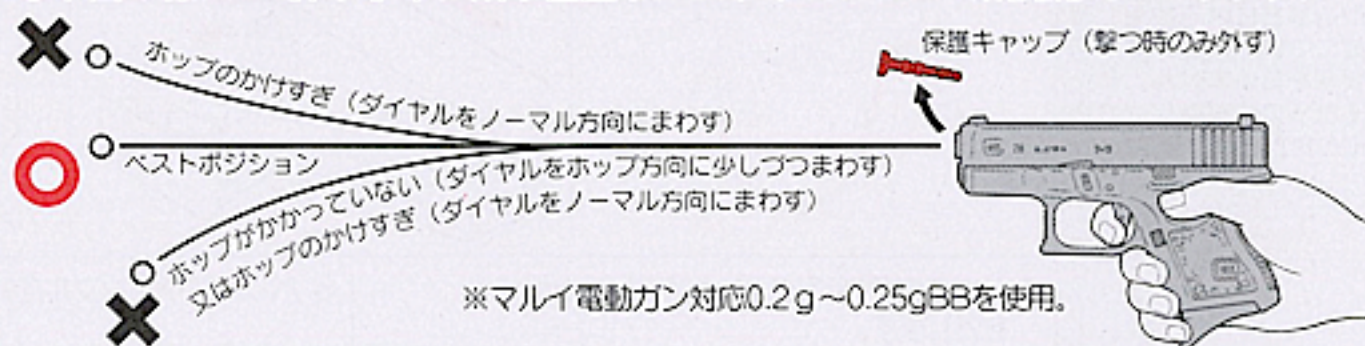 保護キャップ（撃つ時のみ外す）
ホップのかけすぎ（ダイヤルをノーマル方向にまわす）
ベストポジション
ホップがかかっていない（ダイヤルをホップ方向に少しづつまわす）
又はホップのかけすぎ（ダイヤルをノーマル方向にまわす）
※マルイ電動ガン対応0.2g～0.25gBBを使用。